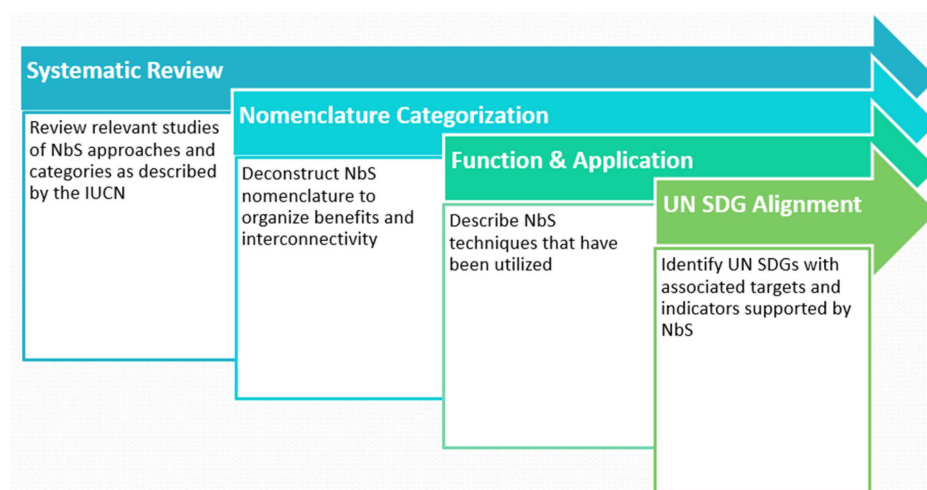 Systematic Review
Review relevant studies
of NbS approaches and
categories as described
by the IUCN
Nomenclature Categorization
Deconstruct NbS
nomenclature to
organize benefits and
interconnectivity
Function & Application
Describe NbS
techniques that have
been utilized
UN SDG Alignment
Identify UN SDGs with
associated targets and
indicators supported by
NbS